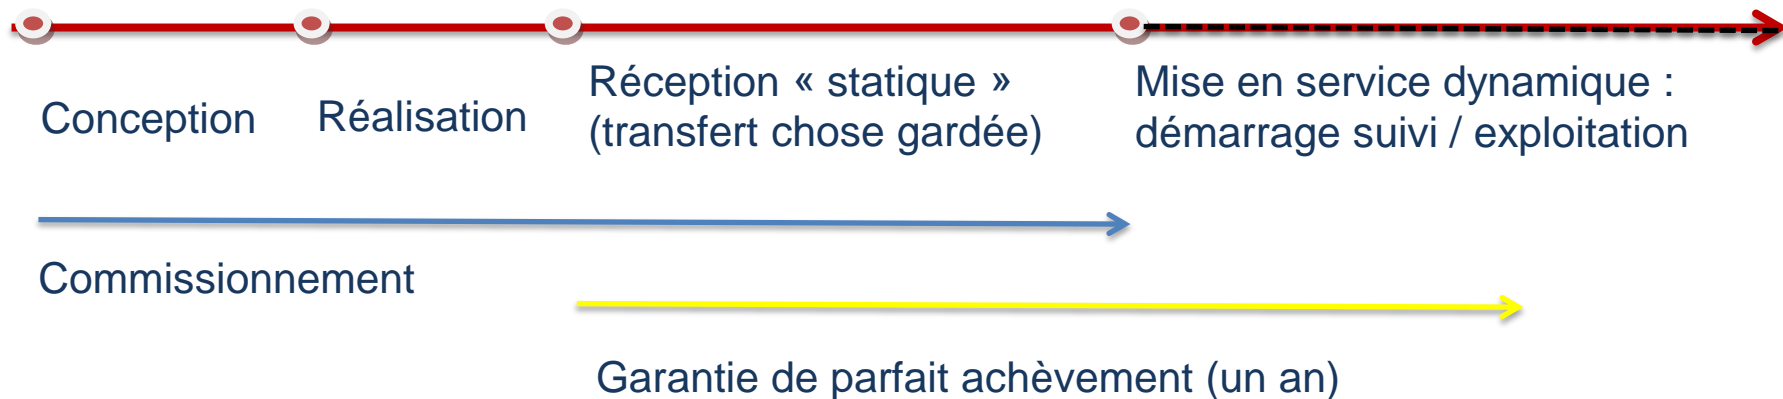 Conception
Réalisation
Réception « statique »
(transfert chose gardée)
Mise en service dynamique :
démarrage suivi / exploitation
Commissionnement
Garantie de parfait achèvement (un an)